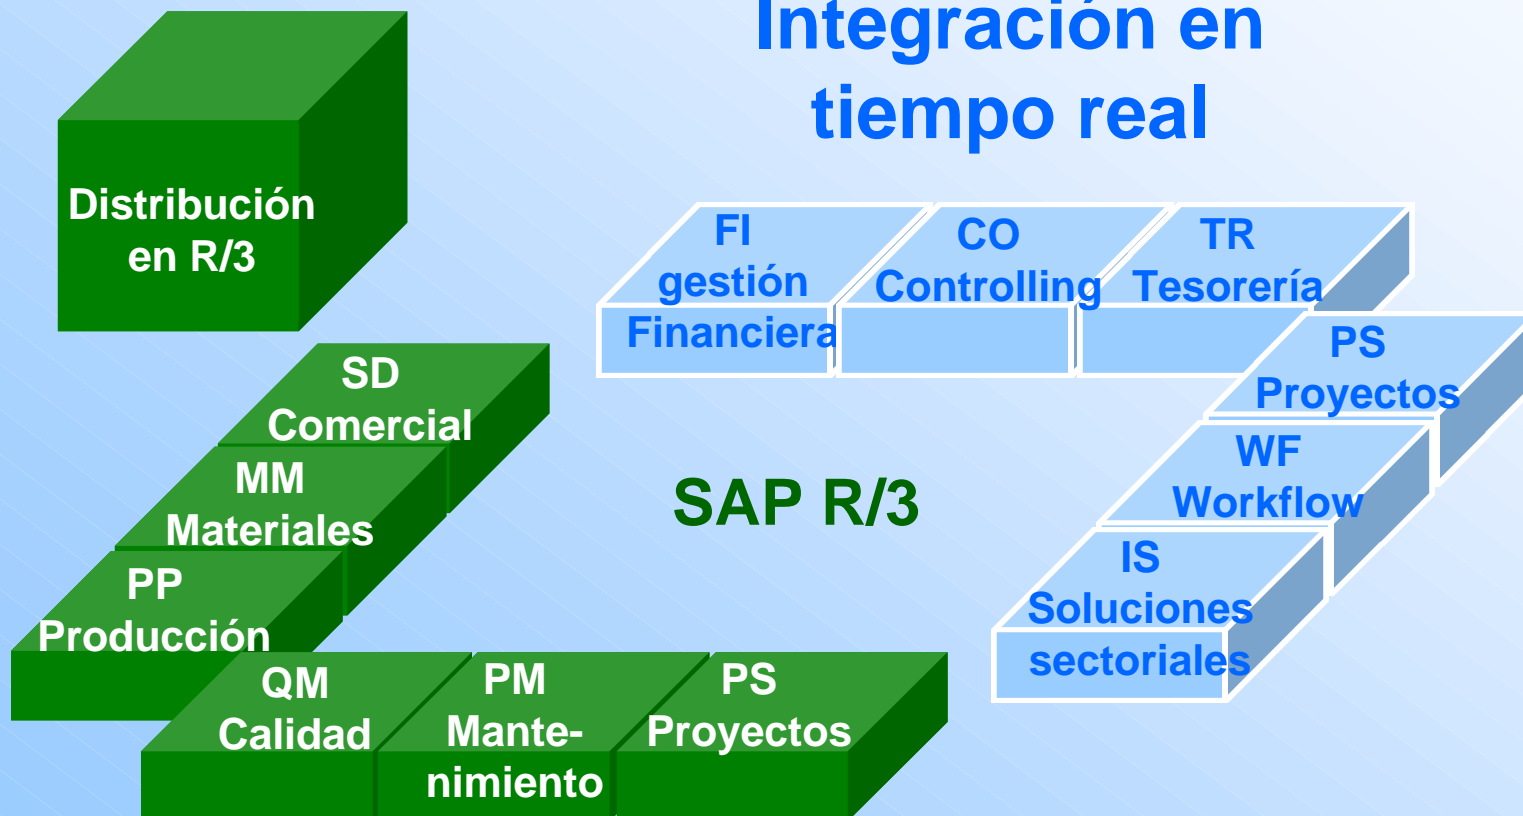 Integración en
tiempo real
Distribución
en R/3
FI
gestión
Financiera
CO
Controlling
TR
Tesorería
PS
Proyectos
WF
Workflow
IS
Soluciones
sectoriales
SAP R/3
SD
Comercial
MM
Materiales
PP
Producción
QM
Calidad
PM
Mante-
nimiento
PS
Proyectos